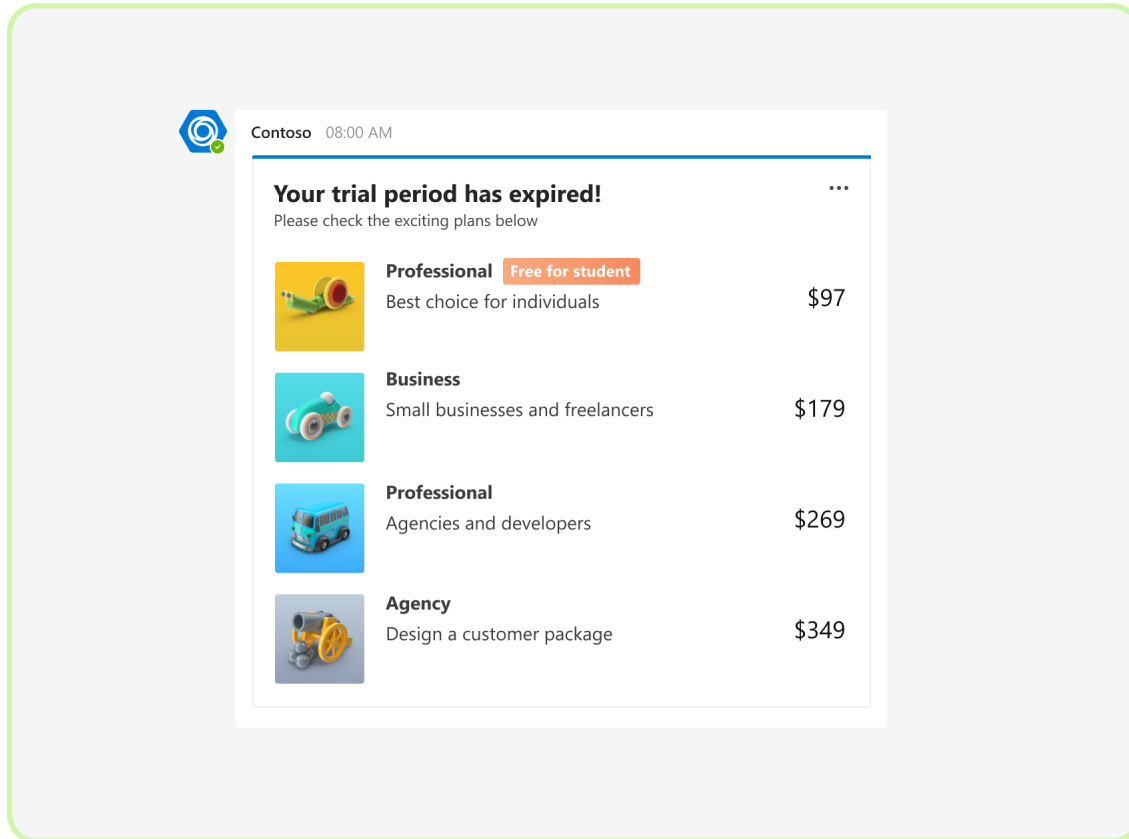 Contoso 08:00 AM
Your trial period has expired!
Please check the exciting plans below
Professional Free for student
Best choice for individuals
$97
Business
Small businesses and freelancers
$179
Professional
Agencies and developers
$269
Agency
Design a customer package
$349